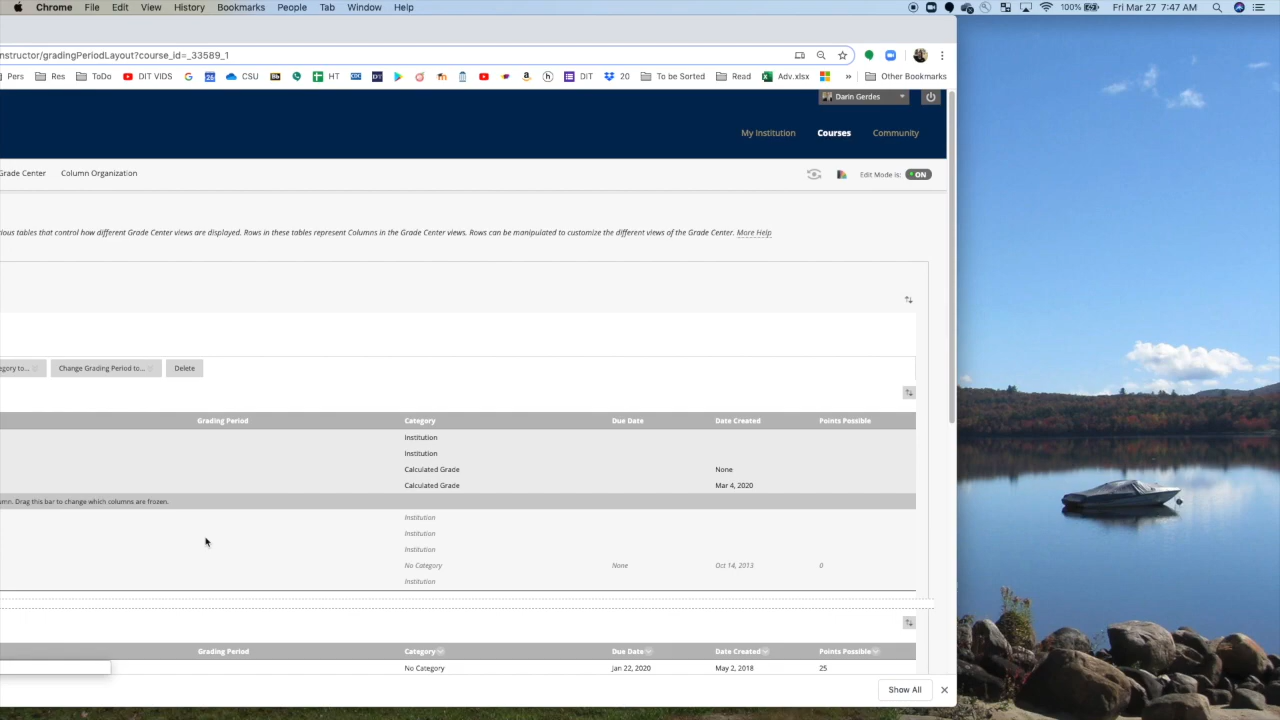 Chrome File Edit View History Bookmarks People Tab Window Help 100% Fri Mar 27 7:47 AM
nstructor/gradingPeriodLayout?course_id=_33589_1
Pers Res ToDo DIT VIDS 26 CSU Bb HT DT DIT 20 To be Sorted Read Adv.xlsx » Other Bookmarks
Darin Gerdes
My Institution Courses Community
Grade Center Column Organization Edit Mode is: ON
ious tables that control how different Grade Center views are displayed. Rows in these tables represent Columns in the Grade Center views. Rows can be manipulated to customize the different views of the Grade Center. More Help
egory to... Change Grading Period to... Delete
Grading Period Category Due Date Date Created Points Possible
Institution
Institution
Calculated Grade None
Calculated Grade Mar 4, 2020
umn. Drag this bar to change which columns are frozen.
Institution
Institution
Institution
No Category None Oct 14, 2013 0
Institution
Grading Period Category Due Date Date Created Points Possible
No Category Jan 22, 2020 May 2, 2018 25
Show All